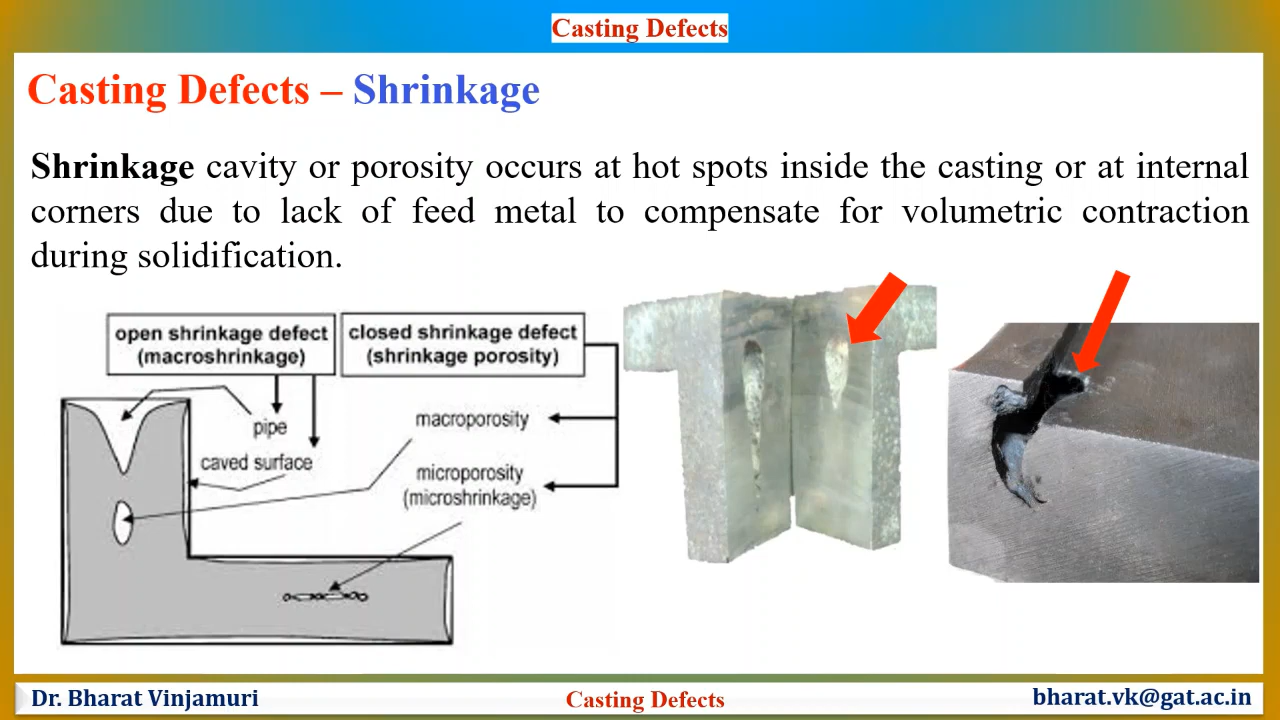 Casting Defects
Casting Defects – Shrinkage
Shrinkage cavity or porosity occurs at hot spots inside the casting or at internal
corners due to lack of feed metal to compensate for volumetric contraction
during solidification.
open shrinkage defect
(macroshrinkage)
closed shrinkage defect
(shrinkage porosity)
pipe
caved surface
macroporosity
microporosity
(microshrinkage)
Dr. Bharat Vinjamuri
Casting Defects
bharat.vk@gat.ac.in